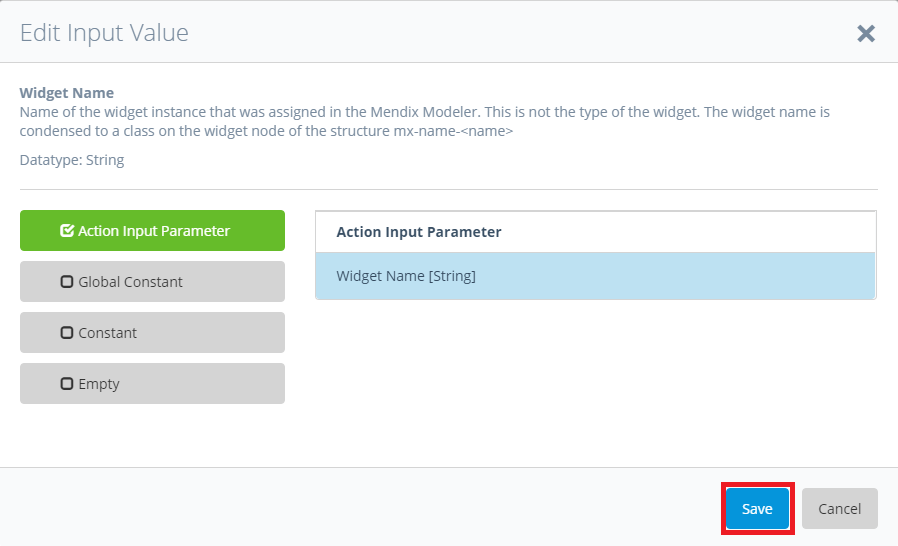 Edit Input Value
Widget Name
Name of the widget instance that was assigned in the Mendix Modeler. This is not the type of the widget. The widget name is
condensed to a class on the widget node of the structure mx-name-<name>
Datatype: String
Action Input Parameter
Global Constant
Constant
Empty
Action Input Parameter
Widget Name [String]
Save
Cancel